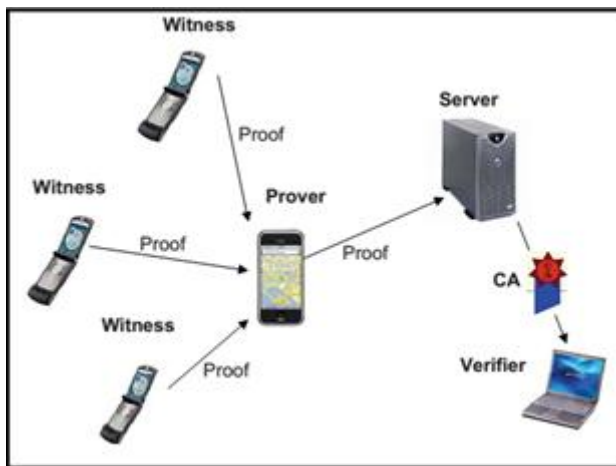 Witness
Proof
Server
Witness
Prover
Proof
Proof
CA
Witness
Proof
Verifier